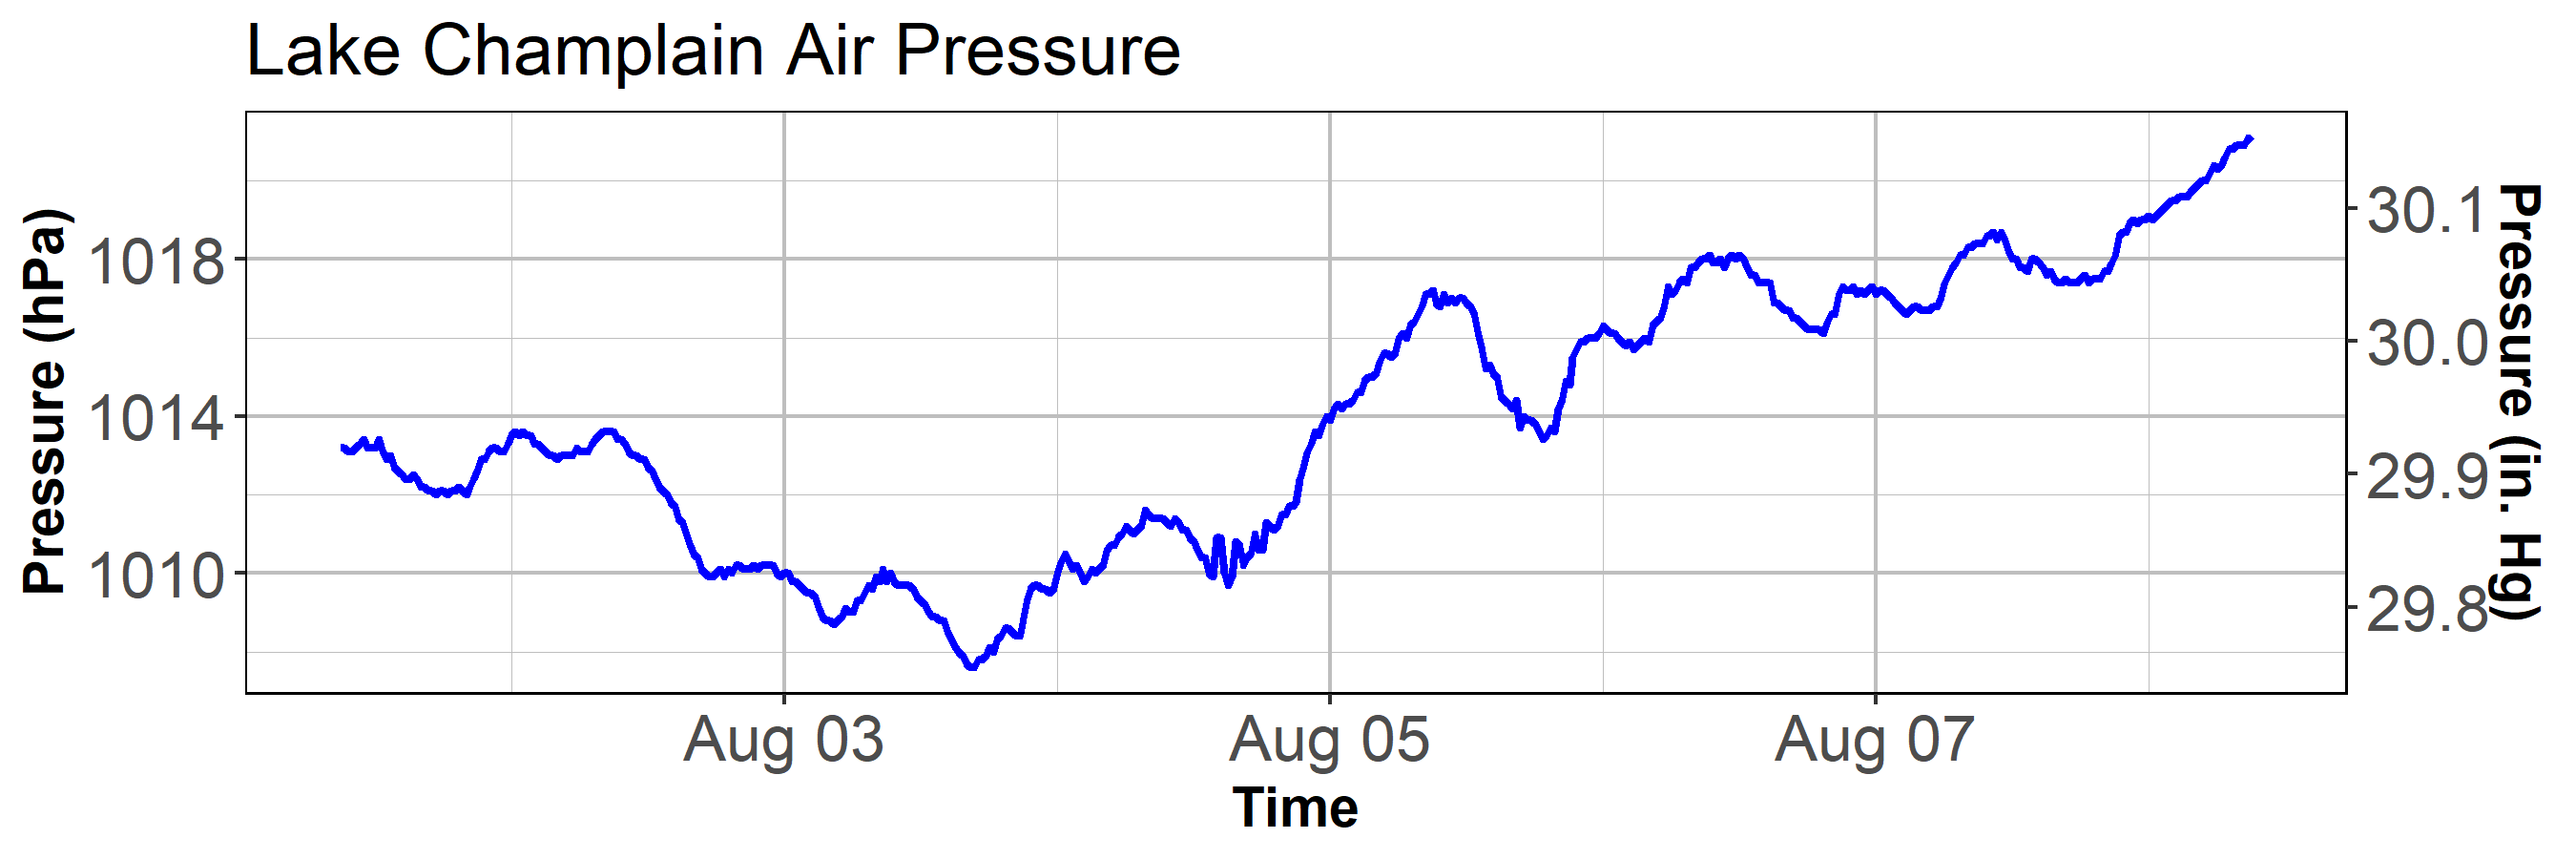 Lake Champlain Air Pressure
Pressure (hPa)
1018
1014
1010
30.1
30.0
29.9
29.8
Pressure (in. Hg)
Aug 03 Aug 05 Aug 07
Time